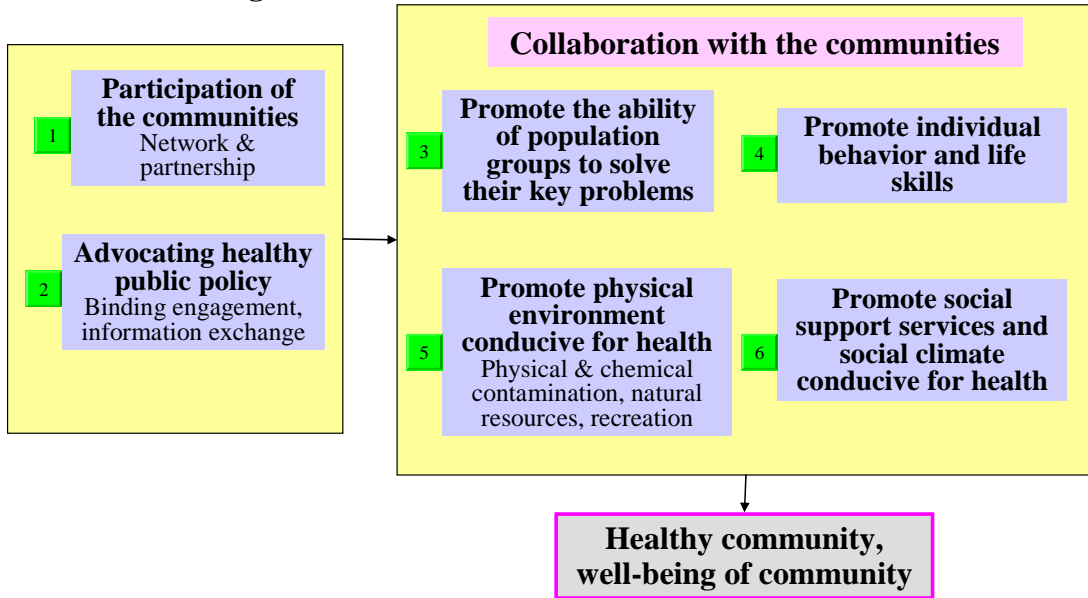 1
Participation of
the communities
Network &
partnership
2
Advocating healthy
public policy
Binding engagement,
information exchange
Collaboration with the communities
3
Promote the ability
of population
groups to solve
their key problems
4
Promote individual
behavior and life
skills
5
Promote physical
environment
conducive for health
Physical & chemical
contamination, natural
resources, recreation
6
Promote social
support services and
social climate
conducive for health
Healthy community,
well-being of community